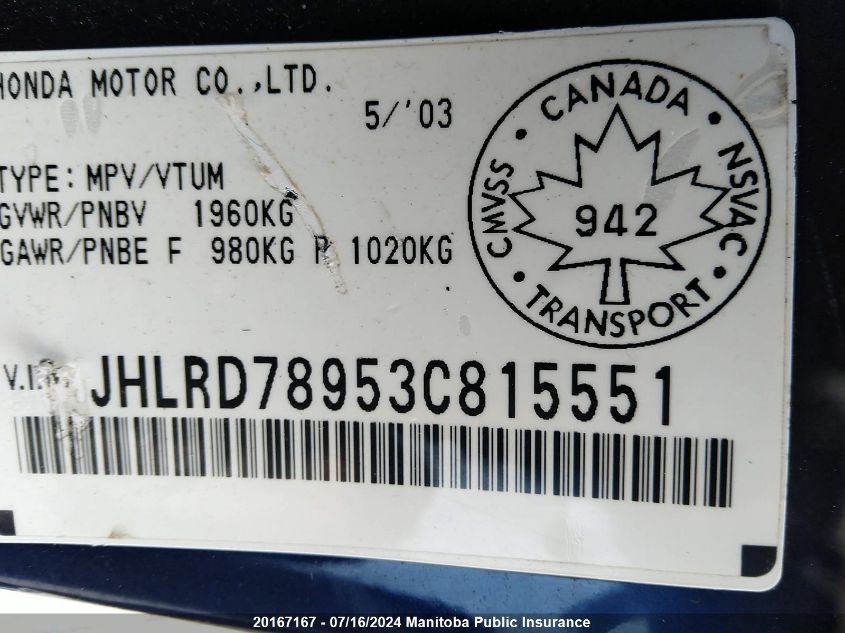 HONDA MOTOR CO.,LTD.
5/'03
TYPE: MPV/VTUM
GVWR/PNBV 1960KG
GAWR/PNBE F 980KG R 1020KG
CANADA
CMVSS • NSVAC
942
TRANSPORT
V.I.N. JHLRD78953C815551
20167167 - 07/16/2024 Manitoba Public Insurance